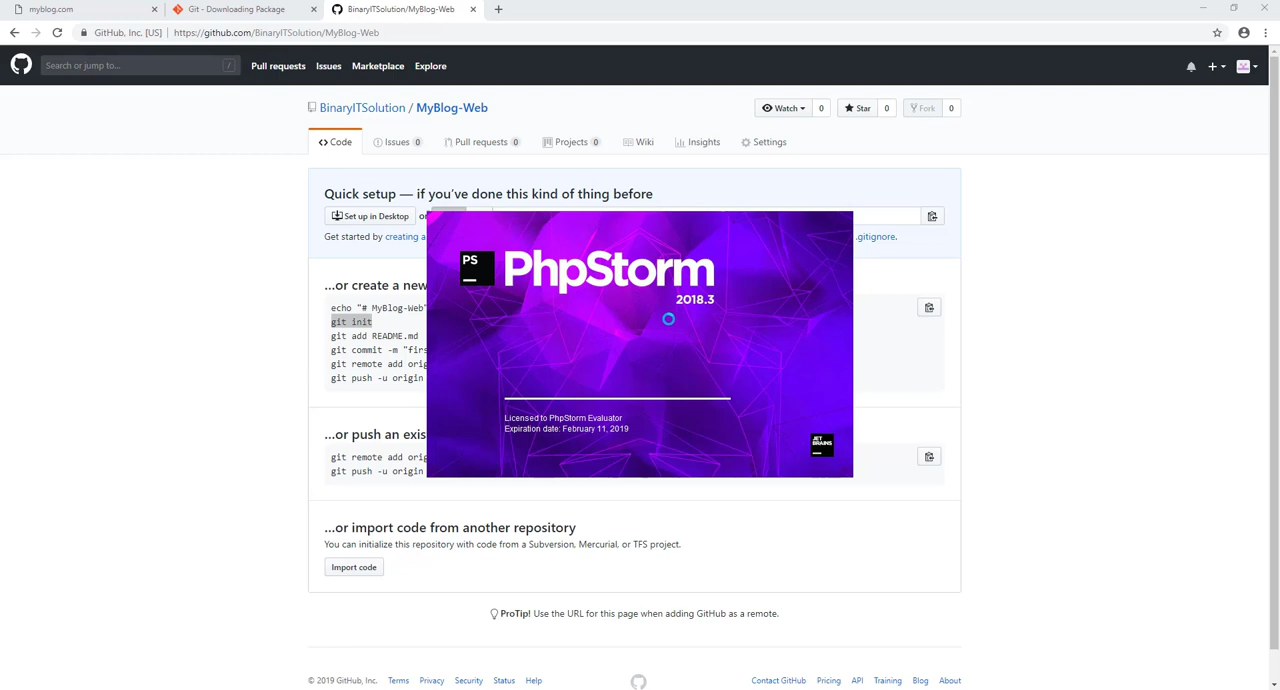 myblog.com
Git - Downloading Package
BinaryITSolution/MyBlog-Web
GitHub, Inc. [US] | https://github.com/BinaryITSolution/MyBlog-Web
Search or jump to... /
Pull requests Issues Marketplace Explore
BinaryITSolution / MyBlog-Web
Watch 0 Star 0 Fork 0
Code Issues 0 Pull requests 0 Projects 0 Wiki Insights Settings
Quick setup — if you've done this kind of thing before
Set up in Desktop or
Get started by creating a .gitignore.
…or create a new
echo "# MyBlog-Web"
git init
git add README.md
git commit -m "firs
git remote add orig
git push -u origin
PS
PhpStorm
2018.3
Licensed to PhpStorm Evaluator
Expiration date: February 11, 2019
JET
BRAINS
…or push an exis
git remote add orig
git push -u origin
…or import code from another repository
You can initialize this repository with code from a Subversion, Mercurial, or TFS project.
Import code
ProTip! Use the URL for this page when adding GitHub as a remote.
© 2019 GitHub, Inc. Terms Privacy Security Status Help Contact GitHub Pricing API Training Blog About